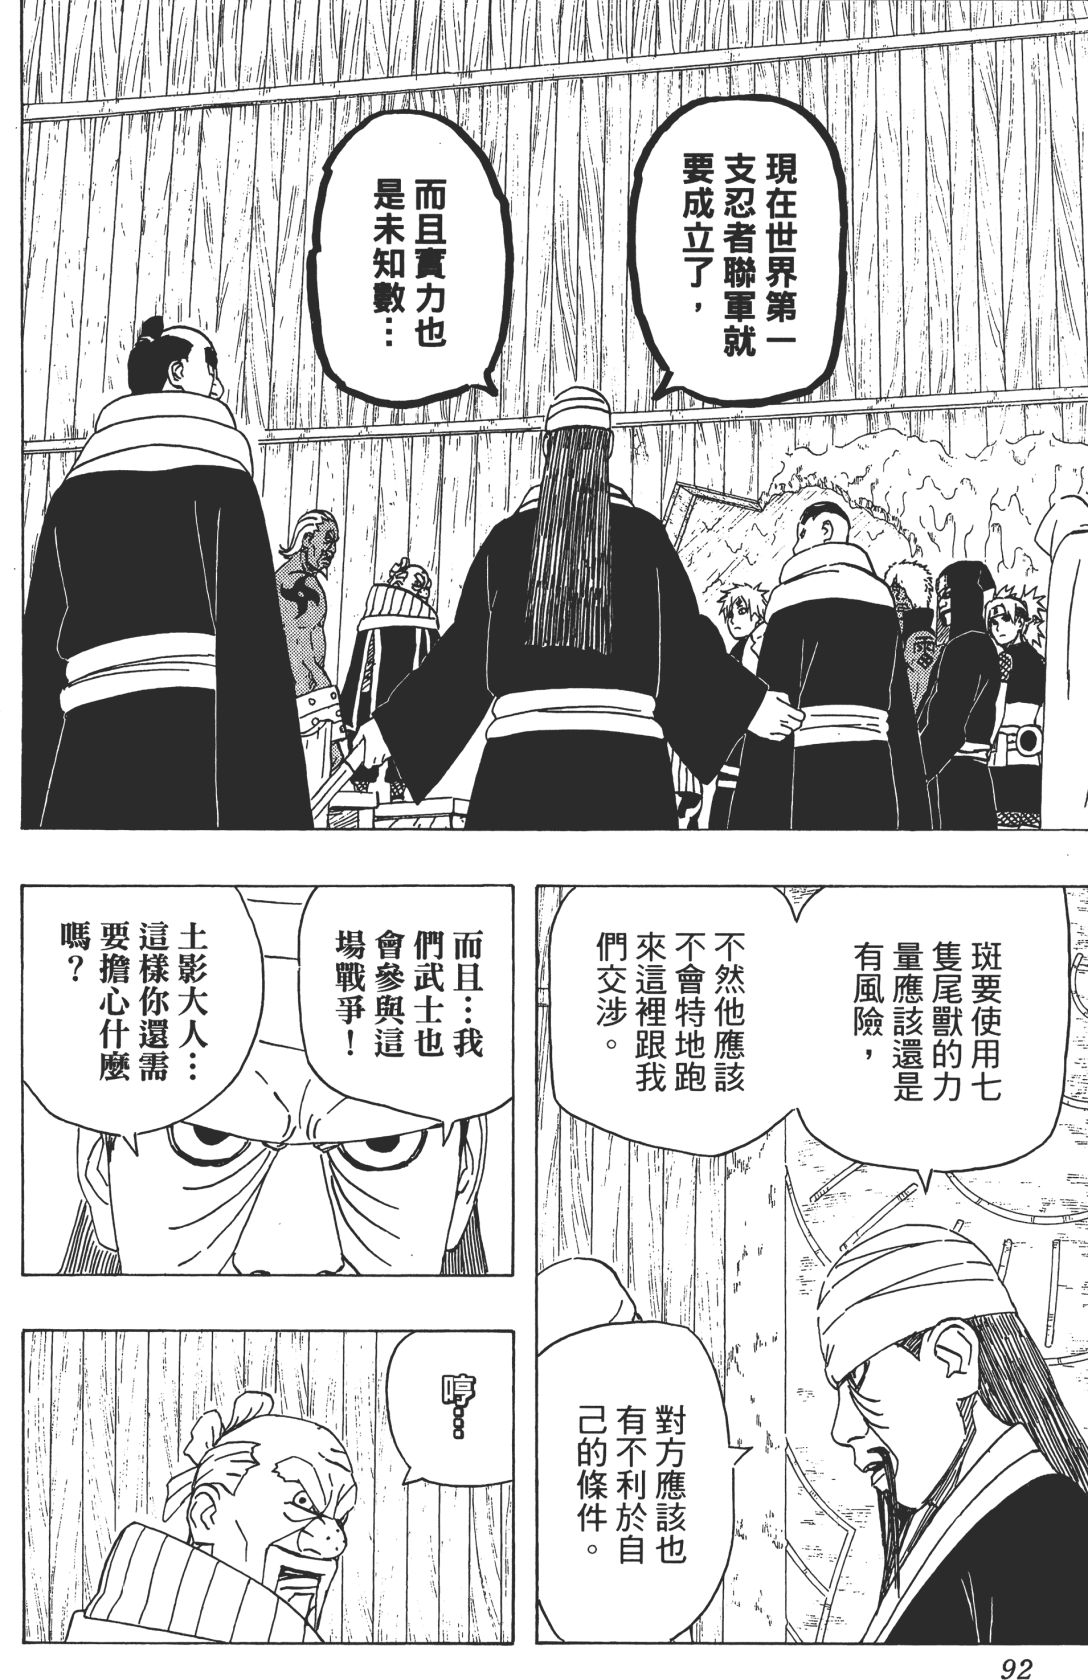 現在世界第一
支忍者聯軍就
要成立了，
而且實力也
是未知數…
斑要使用七
隻尾獸的力
量應該還是
有風險，
不然他應該
不會特地跑
來這裡跟我
們交涉。
對方應該也
有不利於自
己的條件。
而且…我
們武士也
會參與這
場戰爭！
土影大人…
這樣你還需
要擔心什麼
嗎？
哼…
92